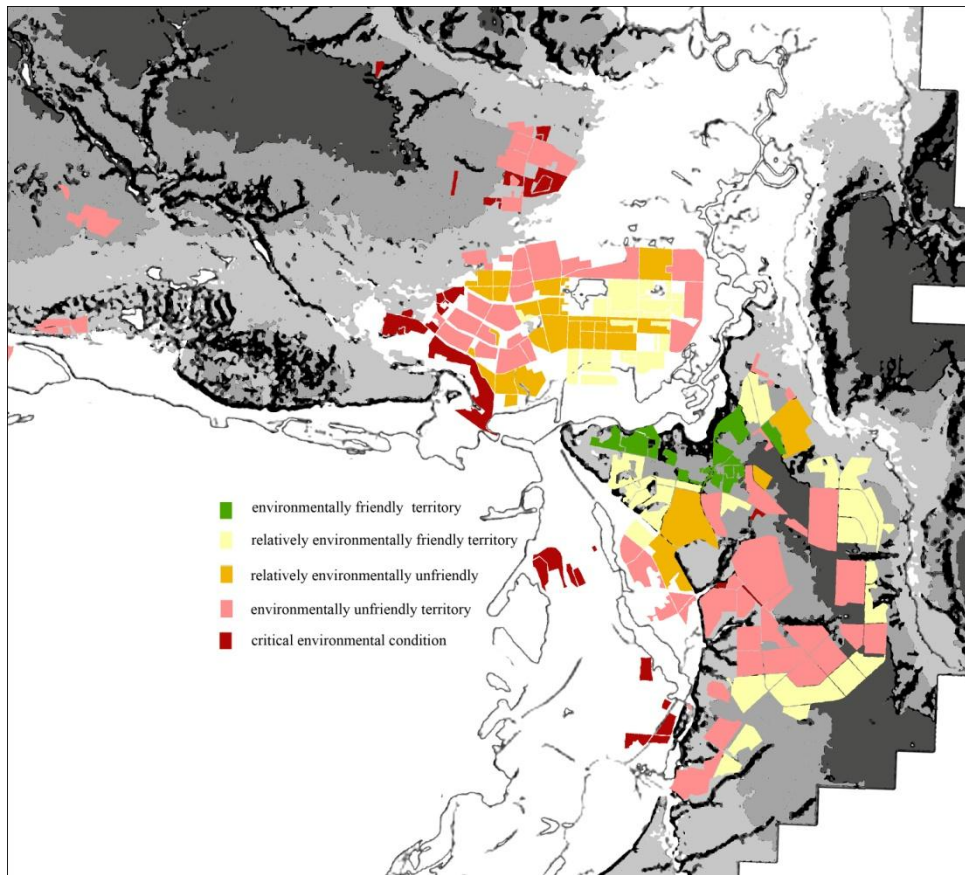 environmentally friendly territory
relatively environmentally friendly territory
relatively environmentally unfriendly
environmentally unfriendly territory
critical environmental condition